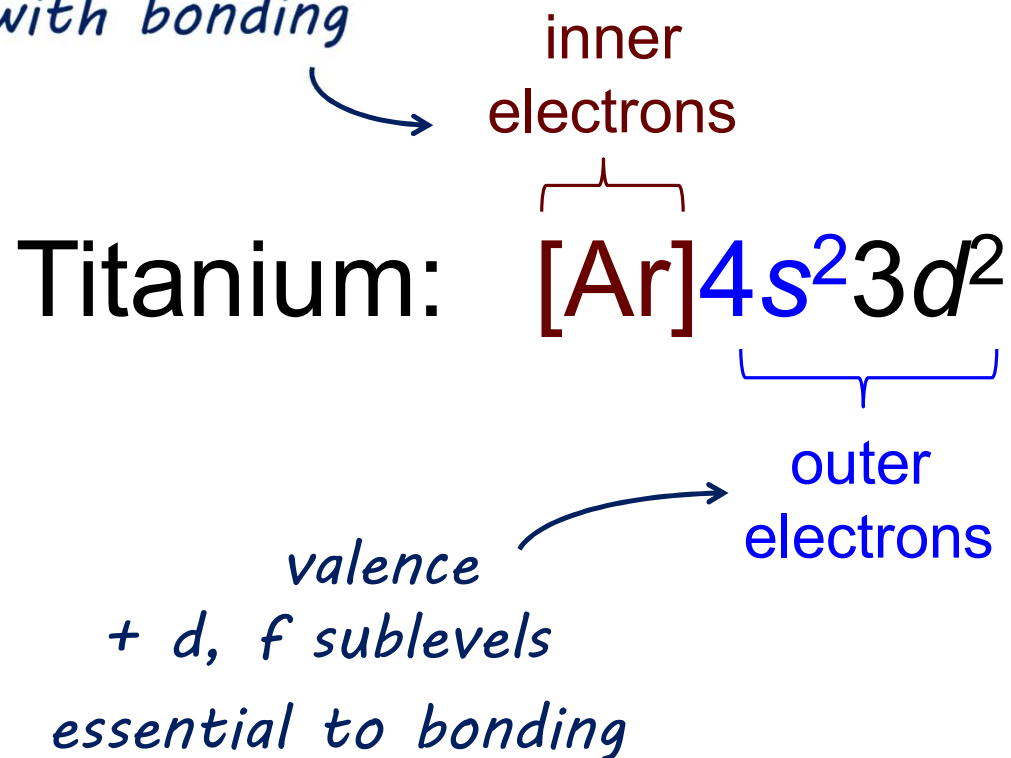 with bonding
inner
electrons
Titanium: [Ar]4s²3d²
outer
electrons
valence
+ d, f sublevels
essential to bonding